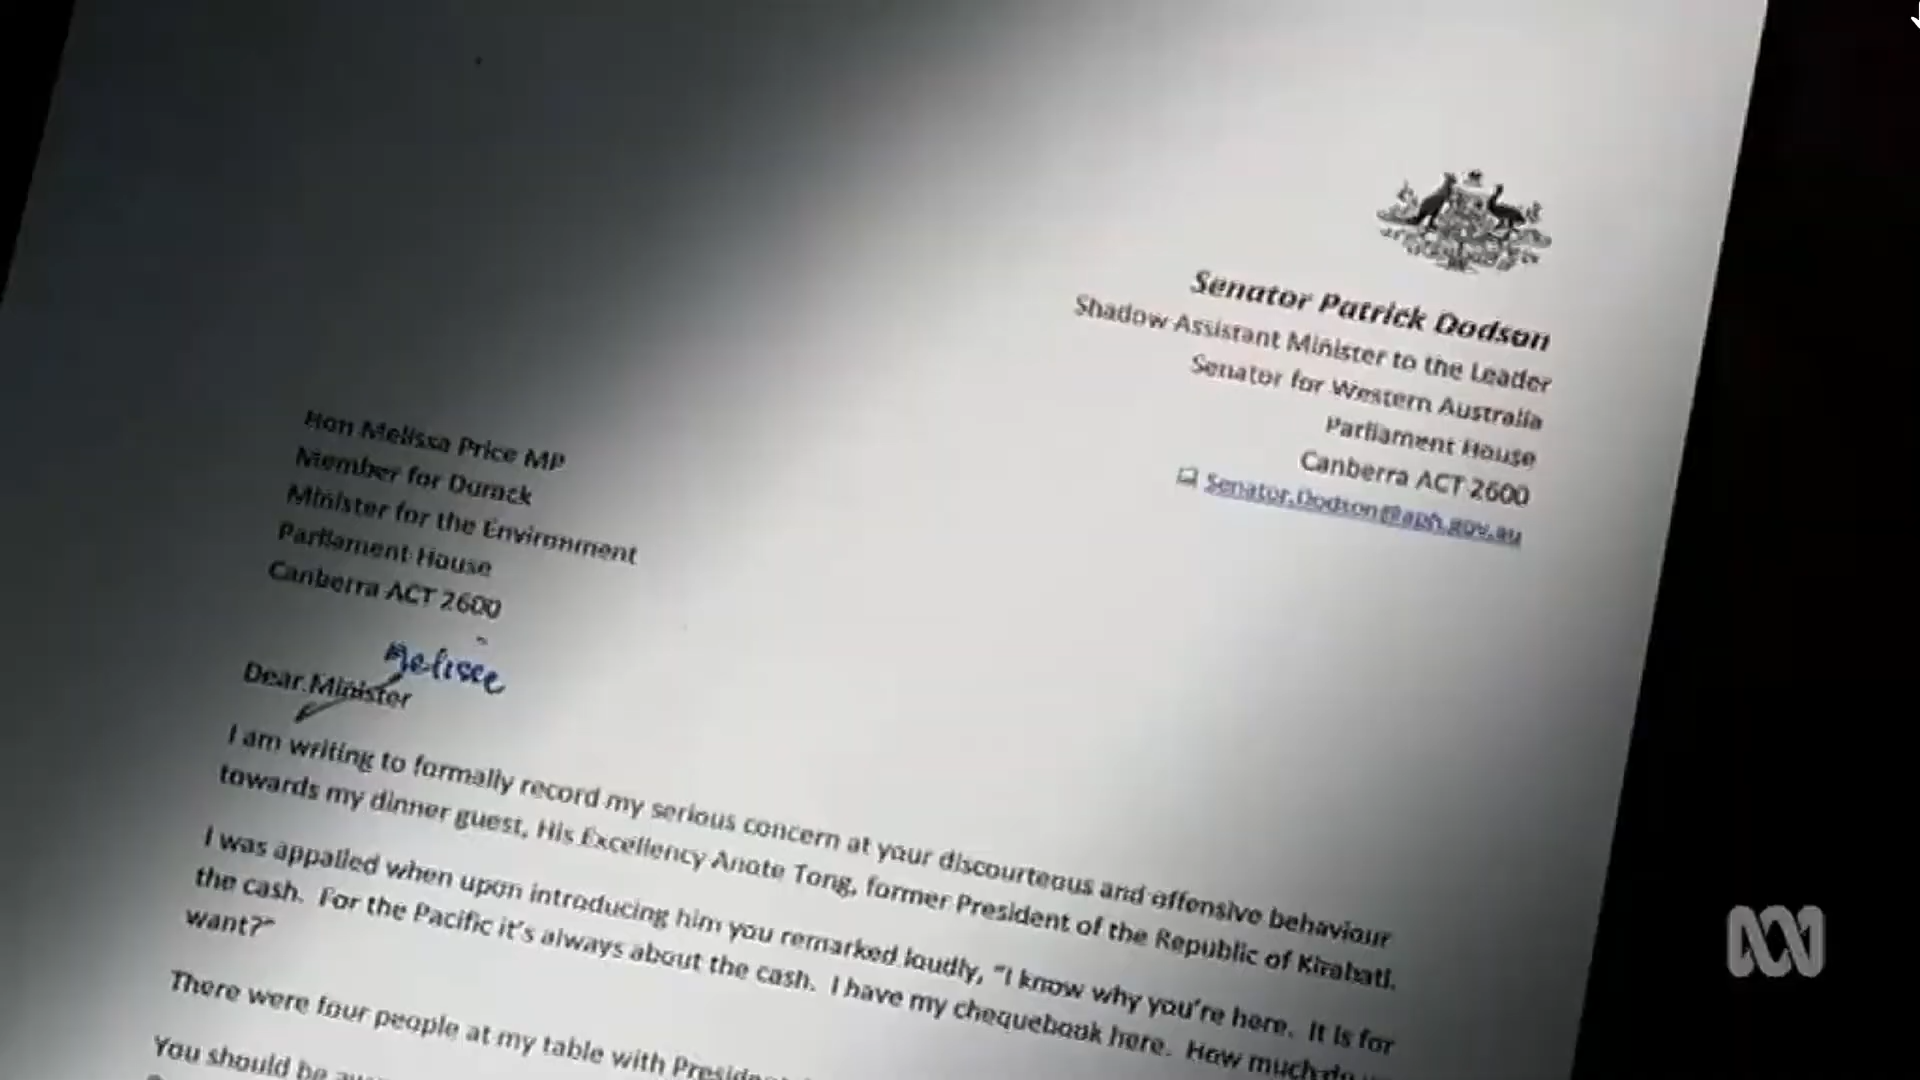 Senator Patrick Dodson
Shadow Assistant Minister to the Leader
Senator for Western Australia
Parliament House
Canberra ACT 2600
Senator.Dodson@aph.gov.au
Hon Melissa Price MP
Member for Durack
Minister for the Environment
Parliament House
Canberra ACT 2600
Melissa
Dear Minister
I am writing to formally record my serious concern at your discourteous and offensive behaviour
towards my dinner guest, His Excellency Anote Tong, former President of the Republic of Kirabati.
I was appalled when upon introducing him you remarked loudly, “I know why you’re here. It is for
the cash. For the Pacific it’s always about the cash. I have my chequebook here. How much do
want?”
There were four people at my table with
You should be